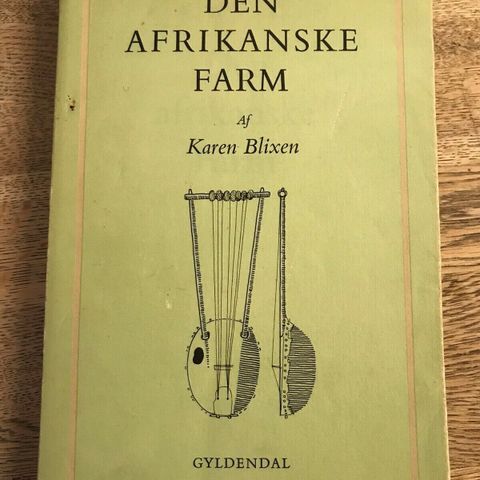 DEN
AFRIKANSKE
FARM
Af
Karen Blixen
GYLDENDAL